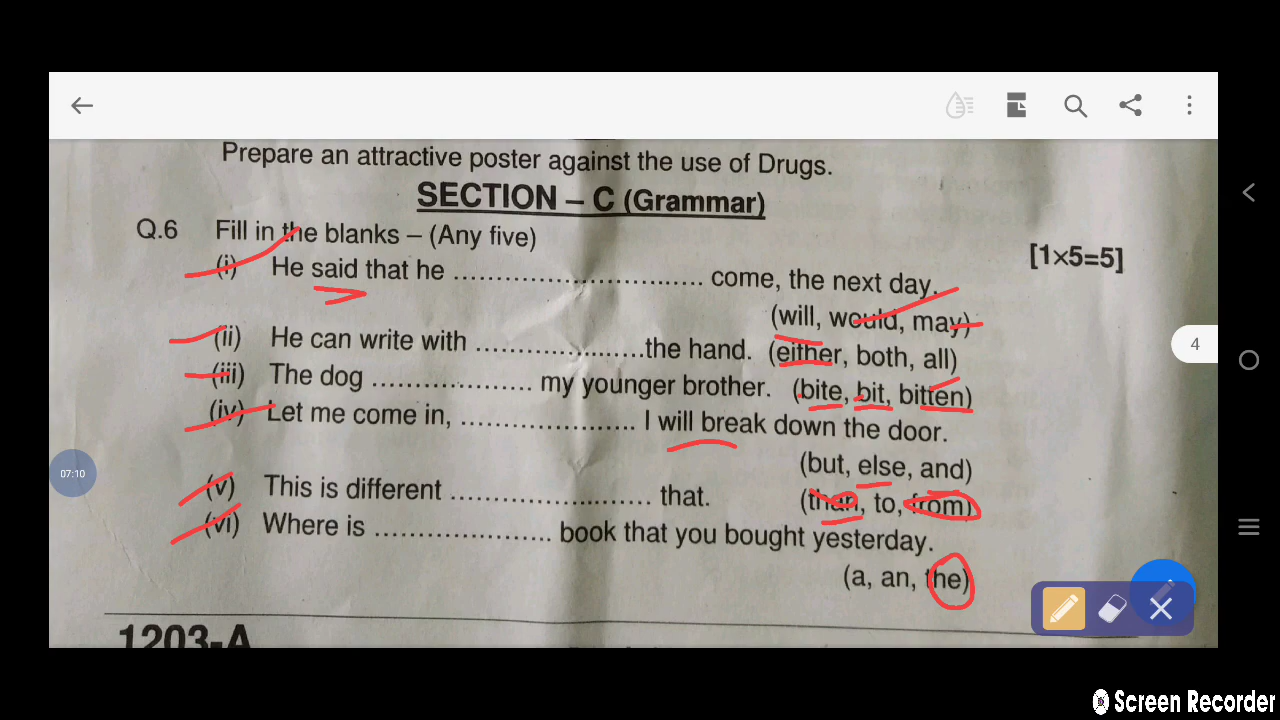 Prepare an attractive poster against the use of Drugs.
SECTION – C (Grammar)
Q.6 Fill in the blanks – (Any five) [1×5=5]
(i) He said that he .................................. come, the next day.
(will, would, may)
(ii) He can write with .......................the hand. (either, both, all)
(iii) The dog ..................... my younger brother. (bite, bit, bitten)
(iv) Let me come in, ....................... I will break down the door.
(but, else, and)
(v) This is different ........................... that. (than, to, from)
(vi) Where is ....................... book that you bought yesterday.
(a, an, the)
1203-A
4
07:10
Screen Recorder